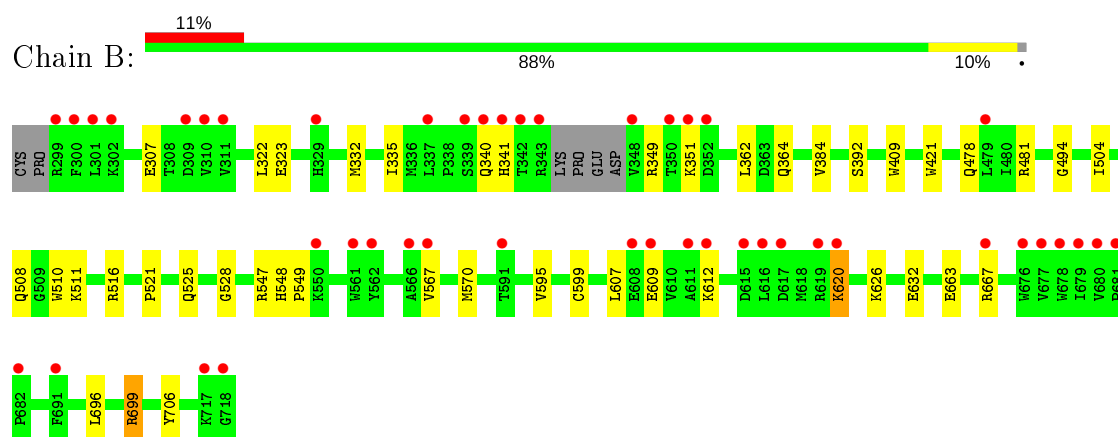 11%
Chain B:
88%
10%
•
CYS PRO R299 F300 L301 K302 E307 T308 D309 V310 V311 L322 E323 H329 M332 I335 M336 L337 P338 S339 Q340 H341 T342 R343 LYS PRO GLU ASP V348 R349 T350 K351 D352 L362 D363 Q364 V384 S392 W409 W421 Q478 L479 I480 R481 G494 I504
Q508 G509 W510 K511 R516 P521 Q525 G528 R547 H548 P549 K550 W561 Y562 A566 V567 M570 T591 V595 C599 L607 E608 E609 V610 A611 K612 D615 L616 D617 M618 R619 K620 K626 E632 E663 R667 W676 V677 W678 I679 V680
P682 F691 L696 R699 Y706 K717 G718